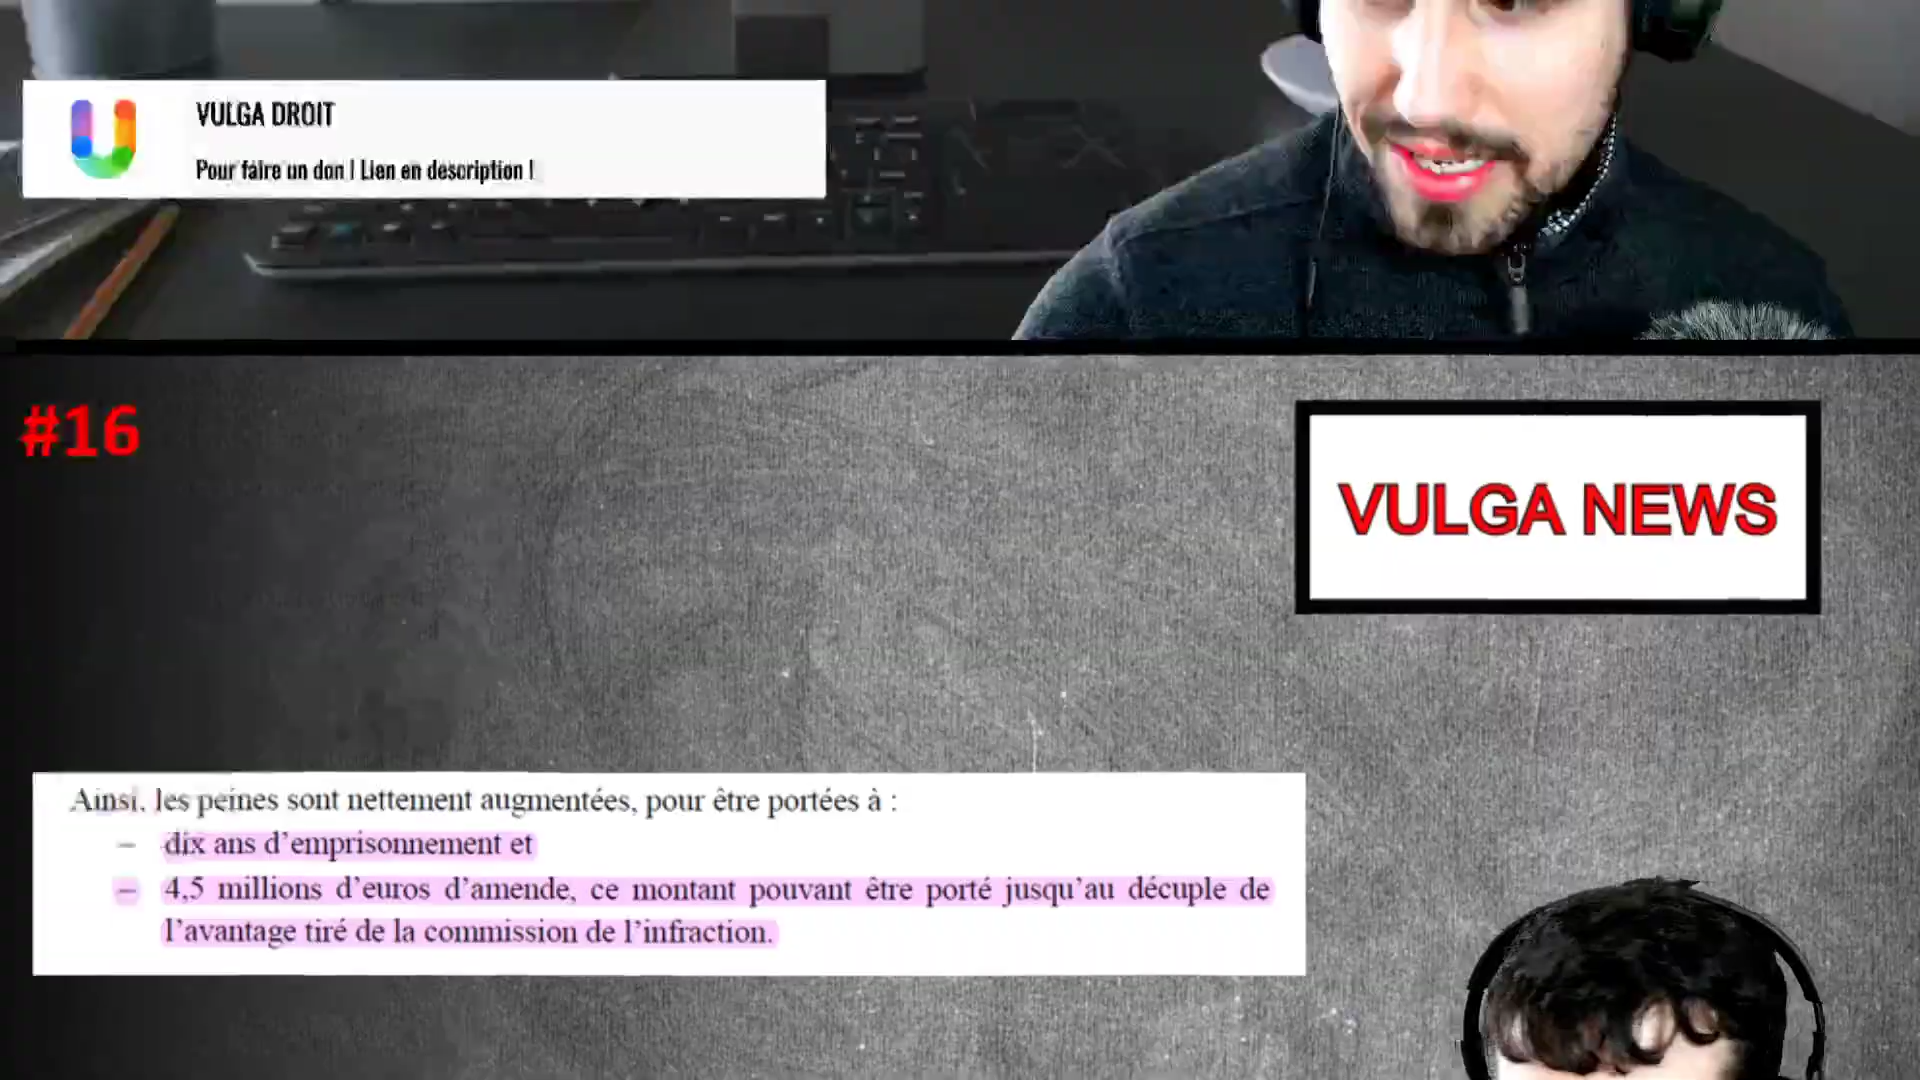 VULGA DROIT
Pour faire un don ! Lien en description !
#16
VULGA NEWS
Ainsi, les peines sont nettement augmentées, pour être portées à :
– dix ans d’emprisonnement et
– 4,5 millions d’euros d’amende, ce montant pouvant être porté jusqu’au décuple de
l’avantage tiré de la commission de l’infraction.